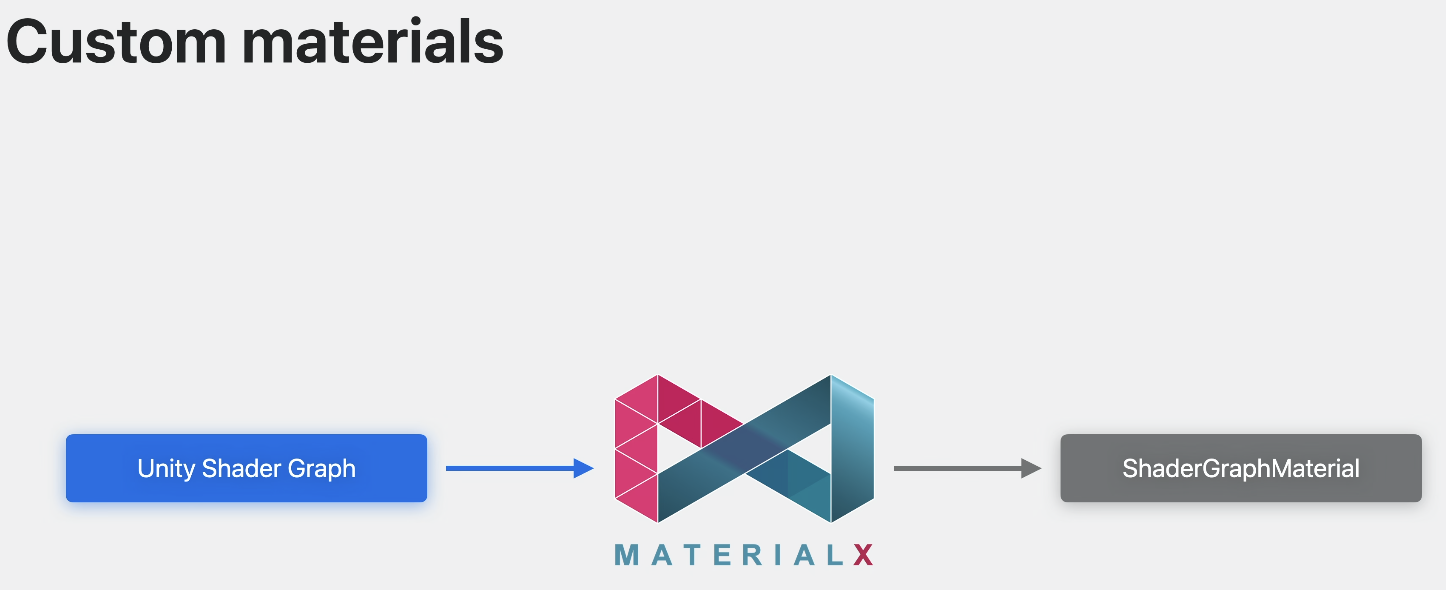 Custom materials
Unity Shader Graph
ShaderGraphMaterial
MATERIALX